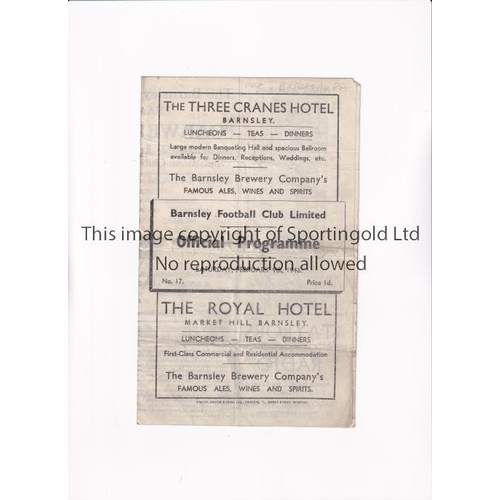 THE THREE CRANES HOTEL
BARNSLEY.
LUNCHEONS — TEAS — DINNERS
Large modern Banqueting Hall and spacious Ballroom
available for Dinners, Receptions, Weddings, etc.
The Barnsley Brewery Company's
FAMOUS ALES, WINES AND SPIRITS
Barnsley Football Club Limited
This image copyright of Sportingold Ltd
Official Programme
No reproduction allowed
SATURDAY, FEBRUARY
No. 17. Price 1d.
THE ROYAL HOTEL
MARKET HILL, BARNSLEY.
LUNCHEONS — TEAS — DINNERS
First-Class Commercial and Residential Accommodation
The Barnsley Brewery Company's
FAMOUS ALES, WINES AND SPIRITS.